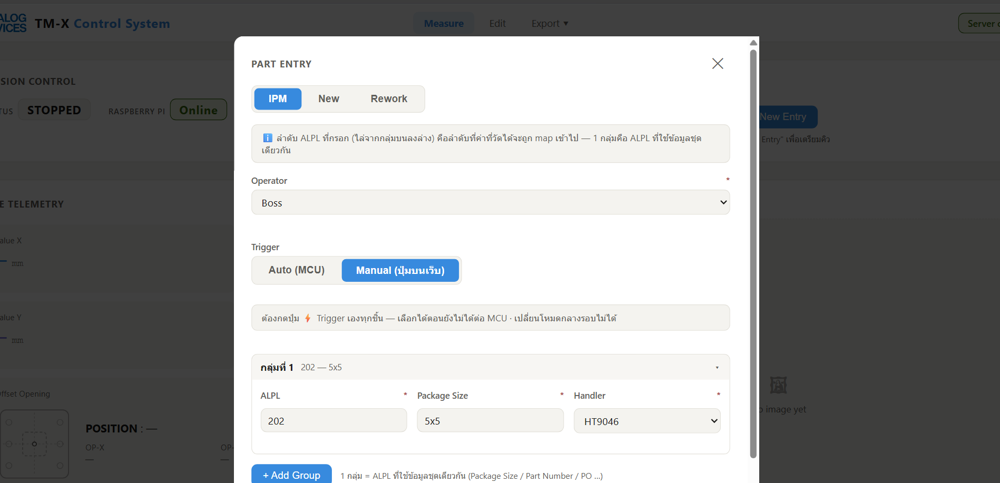 ALOG
VICES
TM-X Control System
Measure
Edit
Export ▼
Server
SION CONTROL
TUS STOPPED
RASPBERRY PI Online
New Entry
Entry" เพื่อเตรียมคิว
E TELEMETRY
alue X
mm
alue Y
mm
ffset Opening
POSITION : —
OP-X
OP-
—
—
image yet
PART ENTRY
IPM
New
Rework
ลำดับ ALPL ที่กรอก (ไล่จากกลุ่มบนลงล่าง) คือลำดับที่ค่าที่วัดได้จะถูก map เข้าไป — 1 กลุ่มคือ ALPL ที่ใช้ข้อมูลชุด
เดียวกัน
Operator *
Boss
Trigger
Auto (MCU)
Manual (ปุ่มบนเว็บ)
ต้องกดปุ่ม ⚡ Trigger เองทุกชิ้น — เลือกได้ตอนยังไม่ได้ต่อ MCU · เปลี่ยนโหมดกลางรอบไม่ได้
กลุ่มที่ 1 202 — 5x5
ALPL * Package Size * Handler *
202
5x5
HT9046
+ Add Group
1 กลุ่ม = ALPL ที่ใช้ข้อมูลชุดเดียวกัน (Package Size / Part Number / PO ...)